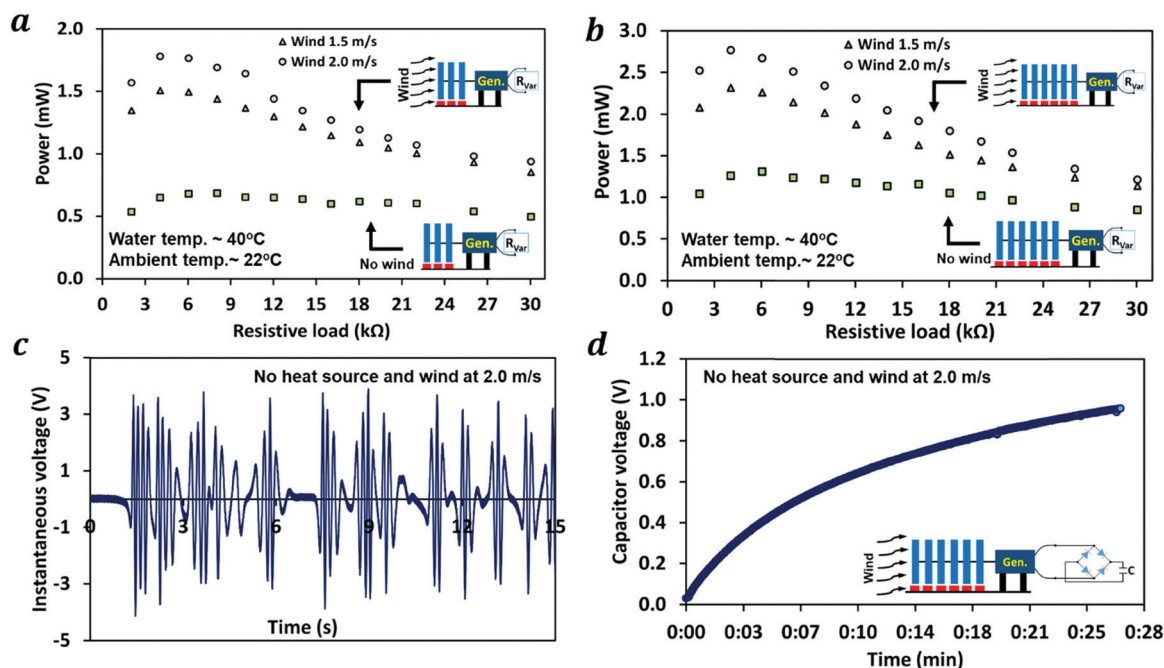 a
2.0
1.5
1.0
0.5
0.0
Power (mW)
△ Wind 1.5 m/s
○ Wind 2.0 m/s
Wind
Gen.
RVar
Water temp. ~ 40°C
Ambient temp.~ 22°C
No wind
Gen.
RVar
0 3 6 9 12 15 18 21 24 27 30
Resistive load (kΩ)
b
3.0
2.5
2.0
1.5
1.0
0.5
0.0
Power (mW)
△ Wind 1.5 m/s
○ Wind 2.0 m/s
Wind
Gen.
RVar
Water temp. ~ 40°C
Ambient temp.~ 22°C
No wind
Gen.
RVar
0 3 6 9 12 15 18 21 24 27 30
Resistive load (kΩ)
c
5
3
1
-1
-3
-5
Instantaneous voltage (V)
No heat source and wind at 2.0 m/s
0 3 6 9 12 15
Time (s)
d
1.2
1.0
0.8
0.6
0.4
0.2
0.0
Capacitor voltage (V)
No heat source and wind at 2.0 m/s
Wind
Gen.
C
0:00 0:03 0:07 0:10 0:14 0:18 0:21 0:25 0:28
Time (min)